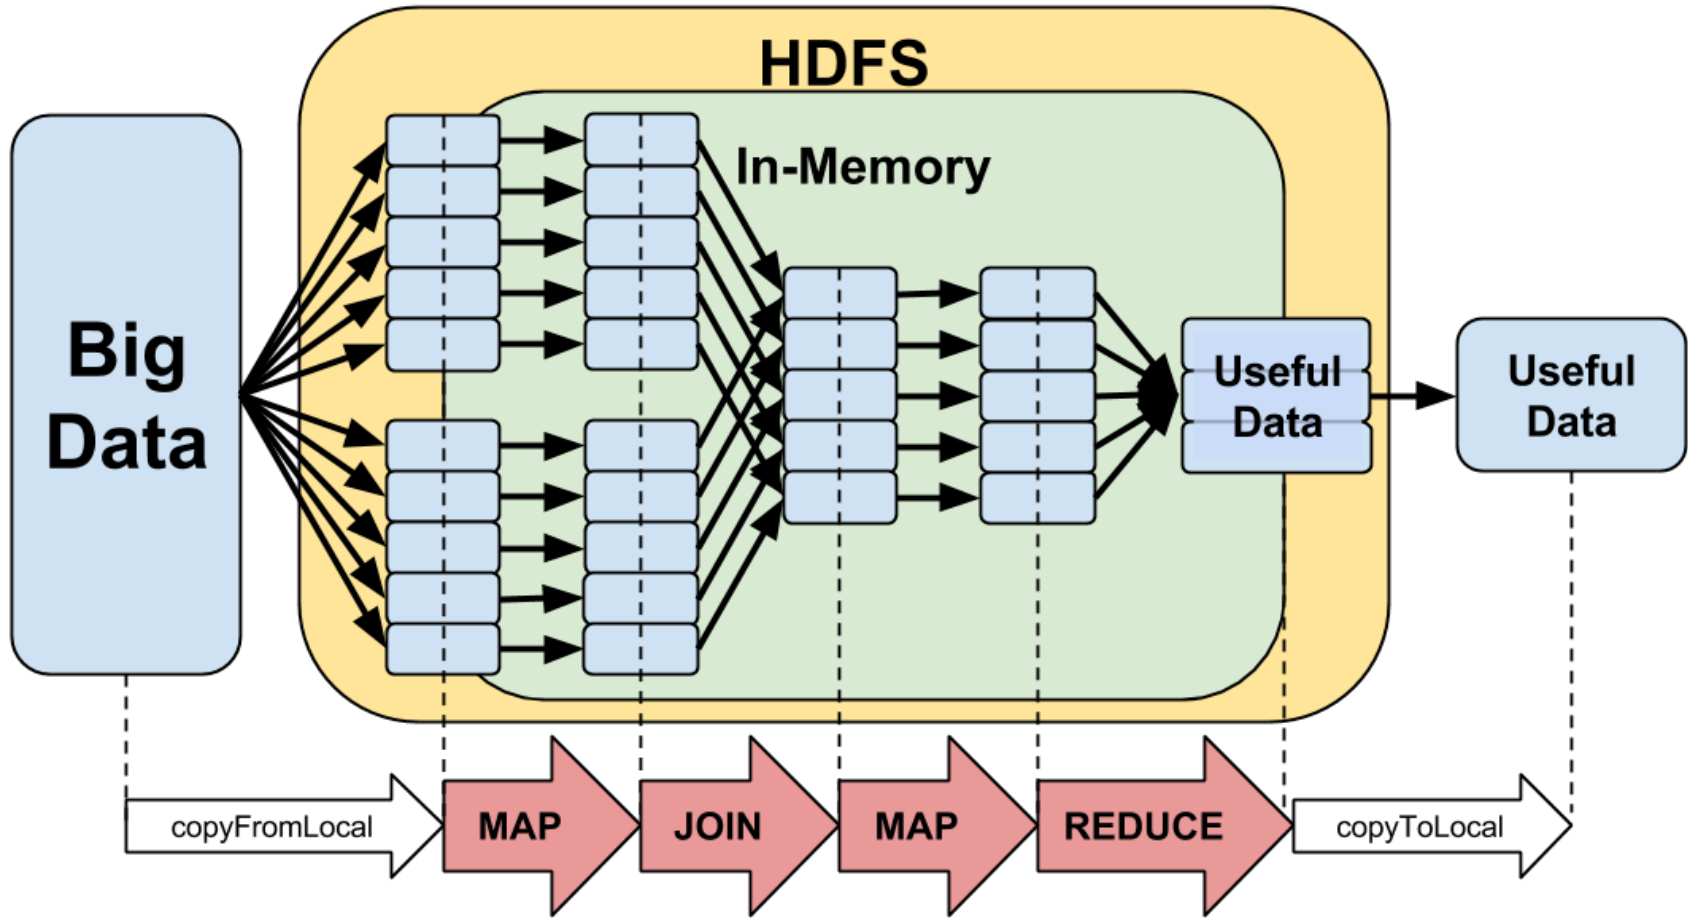 HDFS
In-Memory
Big
Data
Useful
Data
Useful
Data
copyFromLocal
MAP
JOIN
MAP
REDUCE
copyToLocal